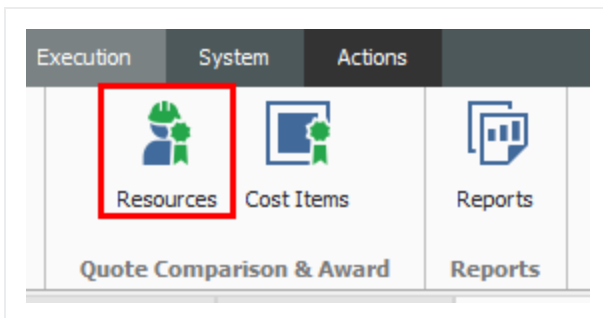 Execution System Actions
Resources Cost Items Reports
Quote Comparison & Award Reports